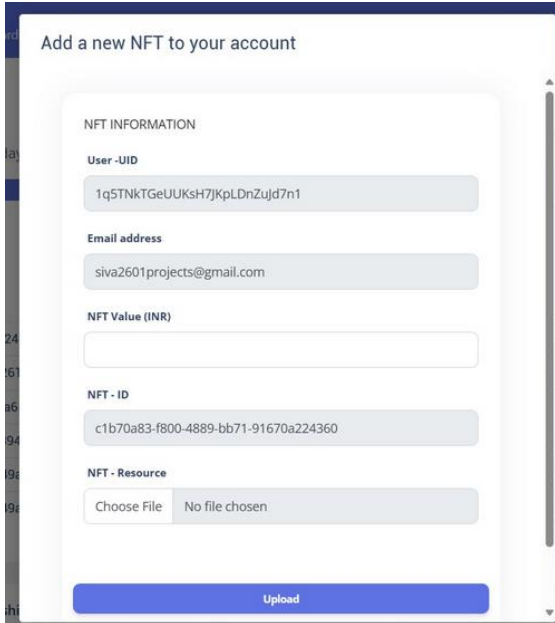 Add a new NFT to your account
NFT INFORMATION
User -UID
1q5TNkTGeUUKsH7JKpLDnZuJd7n1
Email address
siva2601projects@gmail.com
NFT Value (INR)
NFT - ID
c1b70a83-f800-4889-bb71-91670a224360
NFT - Resource
Choose File No file chosen
Upload